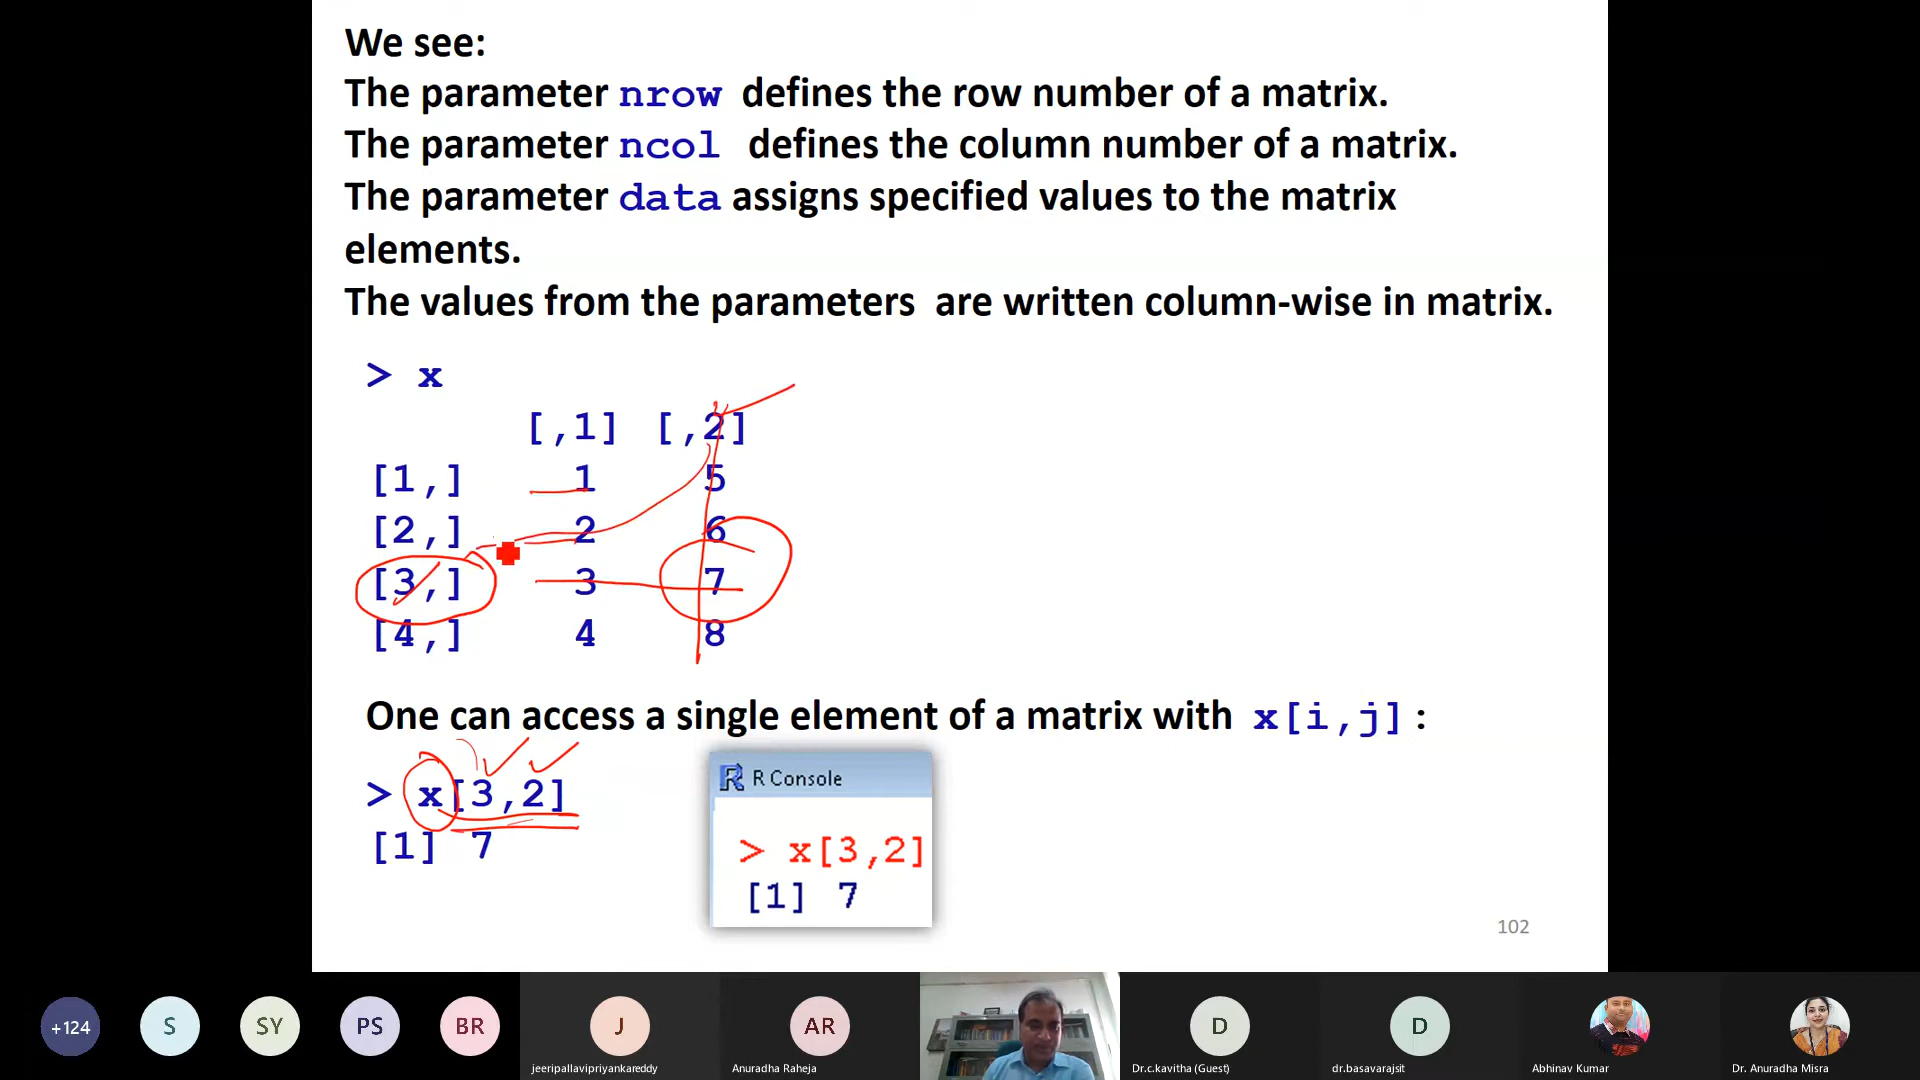 We see:
The parameter nrow defines the row number of a matrix.
The parameter ncol defines the column number of a matrix.
The parameter data assigns specified values to the matrix
elements.
The values from the parameters are written column-wise in matrix.
> x
[,1] [,2]
[1,] 1 5
[2,] 2 6
[3,] 3 7
[4,] 4 8
One can access a single element of a matrix with x[i,j]:
> x[3,2]
[1] 7
R Console
> x[3,2]
[1] 7
102
+124 S SY PS BR J AR D D
jeeripallavipriyankareddy Anuradha Raheja Dr.c.kavitha (Guest) dr.basavarajsit Abhinav Kumar Dr. Anuradha Misra